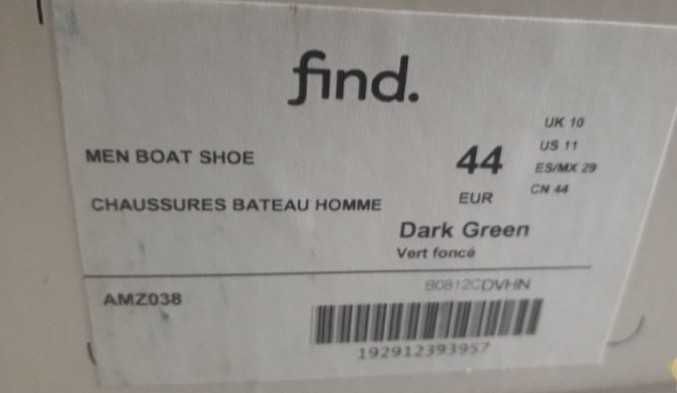 find.
MEN BOAT SHOE
CHAUSSURES BATEAU HOMME
44
EUR
UK 10
US 11
ES/MX 29
CN 44
Dark Green
Vert foncé
AMZ038
B0812CDVHN
192912393957